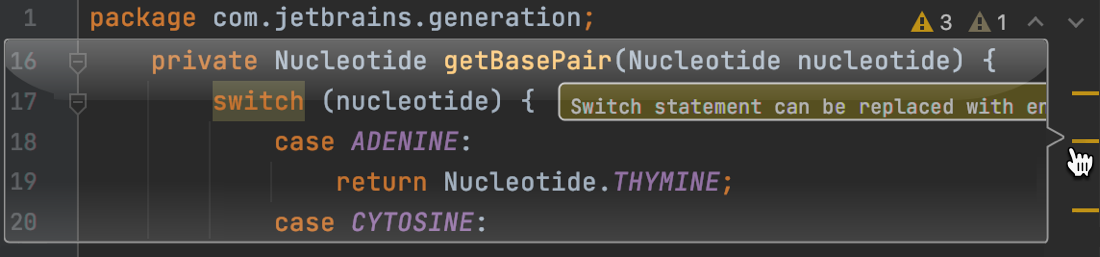 1 package com.jetbrains.generation; 3 1
16 private Nucleotide getBasePair(Nucleotide nucleotide) {
17 switch (nucleotide) { Switch statement can be replaced with en
18 case ADENINE:
19 return Nucleotide.THYMINE;
20 case CYTOSINE: